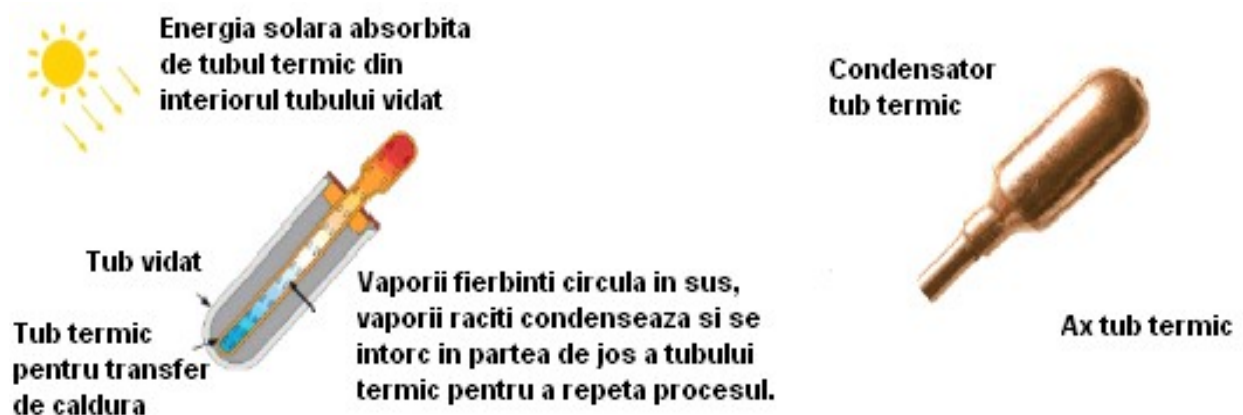 Energia solara absorbita
de tubul termic din
interiorul tubului vidat
Condensator
tub termic
Tub vidat
Vaporii fierbinti circula in sus,
vaporii raciti condenseaza si se
intorc in partea de jos a tubului
termic pentru a repeta procesul.
Tub termic
pentru transfer
de caldura
Ax tub termic